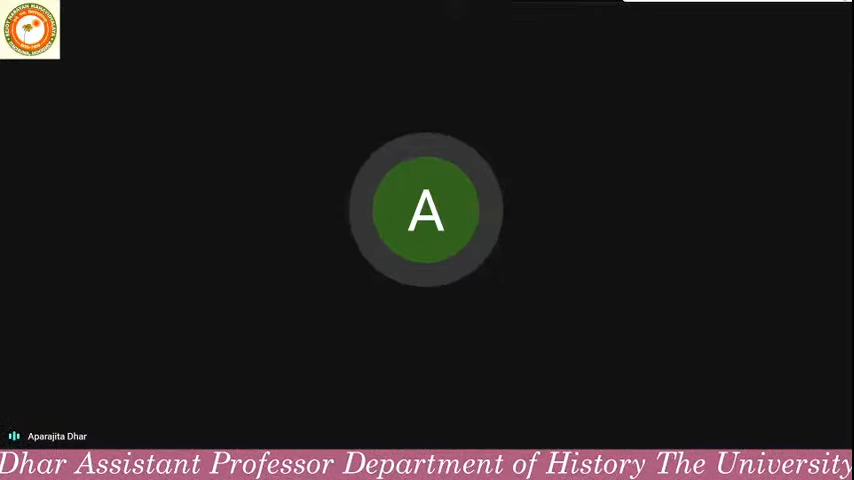 A
Aparajita Dhar
Dhar Assistant Professor Department of History The University